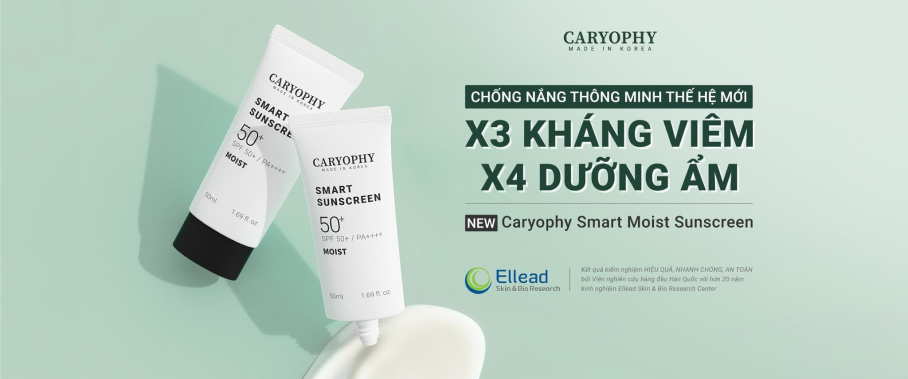 CARYOPHY
MADE IN KOREA
SMART
SUNSCREEN
50+
SPF 50+ / PA++++
MOIST
50ml 1.69 fl. oz.
CARYOPHY
MADE IN KOREA
SMART
SUNSCREEN
50+
SPF 50+ / PA++++
MOIST
50ml 1.69 fl. oz.
CARYOPHY
MADE IN KOREA
CHỐNG NẮNG THÔNG MINH THẾ HỆ MỚI
X3 KHÁNG VIÊM
X4 DƯỠNG ẨM
NEW Caryophy Smart Moist Sunscreen
Ellead
Skin & Bio Research
Kết quả kiểm nghiệm HIỆU QUẢ, NHANH CHÓNG, AN TOÀN
bởi Viện nghiên cứu hàng đầu Hàn Quốc với hơn 20 năm
kinh nghiệm Ellead Skin & Bio Research Center